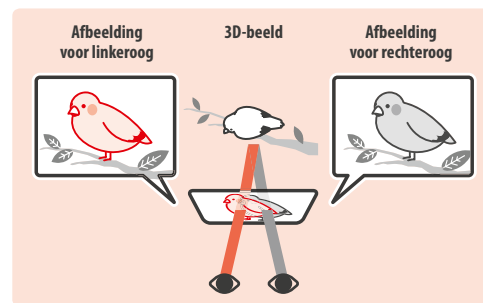 Afbeelding
voor linkeroog
3D-beeld
Afbeelding
voor rechteroog